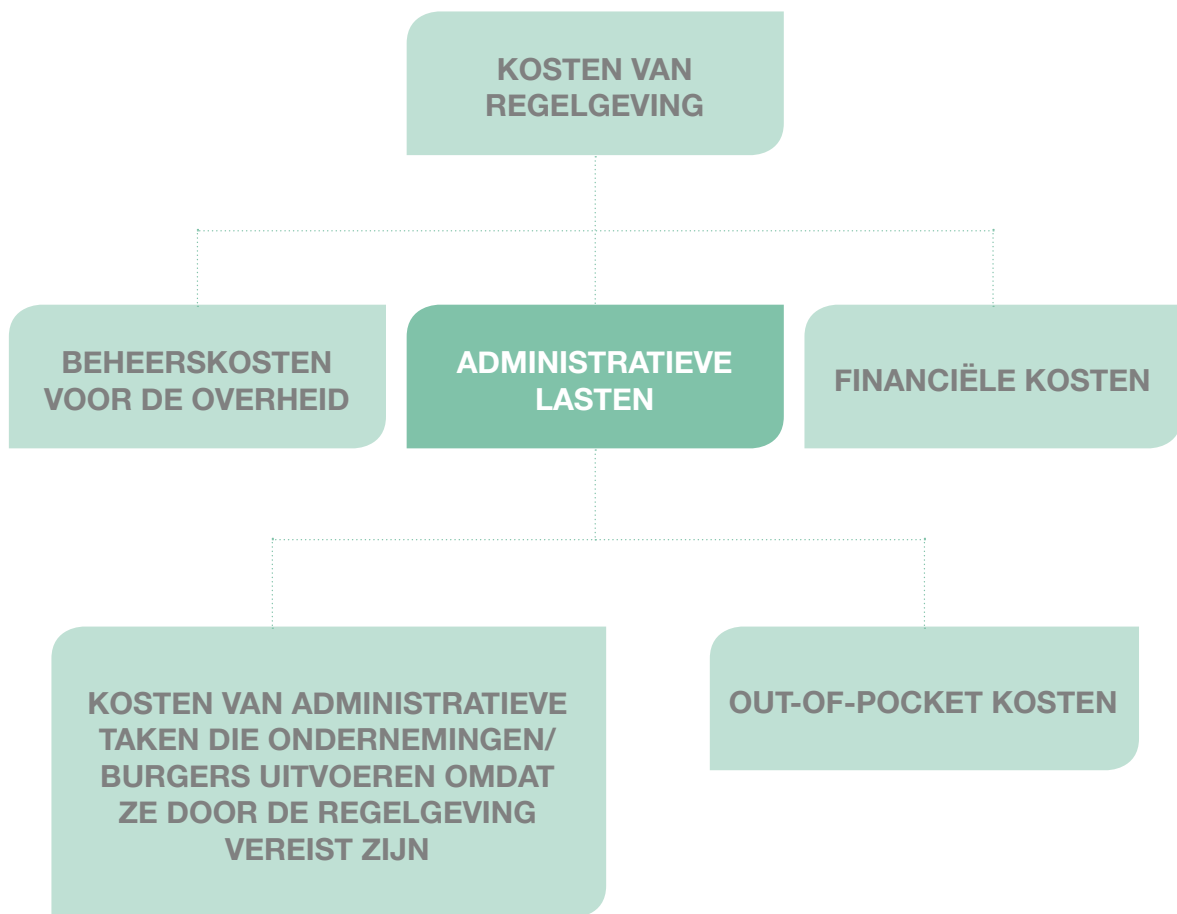 KOSTEN VAN
REGELGEVING
BEHEERSKOSTEN
VOOR DE OVERHEID
ADMINISTRATIEVE
LASTEN
FINANCIËLE KOSTEN
KOSTEN VAN ADMINISTRATIEVE
TAKEN DIE ONDERNEMINGEN/
BURGERS UITVOEREN OMDAT
ZE DOOR DE REGELGEVING
VEREIST ZIJN
OUT-OF-POCKET KOSTEN